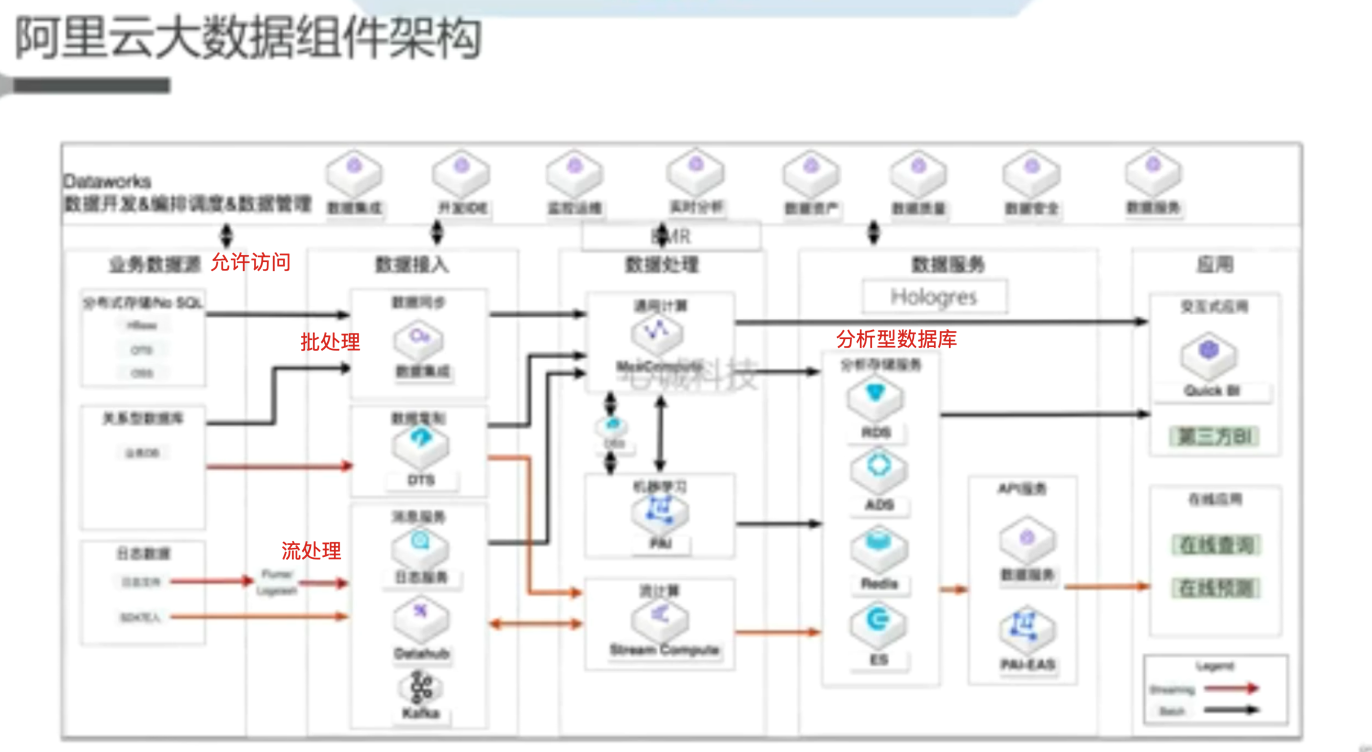 阿里云大数据组件架构
Dataworks
数据开发&编排调度&数据管理
数据集成
开发IDE
监控运维
实时分析
数据资产
数据质量
数据安全
数据服务
EMR
业务数据源
允许访问
数据接入
数据处理
数据服务
应用
Hologres
分布式存储/No SQL
HBase
OTS
OSS
数据同步
批处理
数据集成
通用计算
MaxCompute
心诚科技
分析型数据库
分析存储服务
交互式应用
Quick BI
第三方BI
关系型数据库
业务DB
数据复制
DTS
RDS
ADS
Redis
ES
机器学习
PAI
API服务
数据服务
PAI-EAS
在线应用
在线查询
在线预测
流处理
日志数据
日志文件
Flume/
Logstash
SDK写入
消息服务
日志服务
Datahub
Kafka
流计算
Stream Compute
Legend
Streaming
Batch